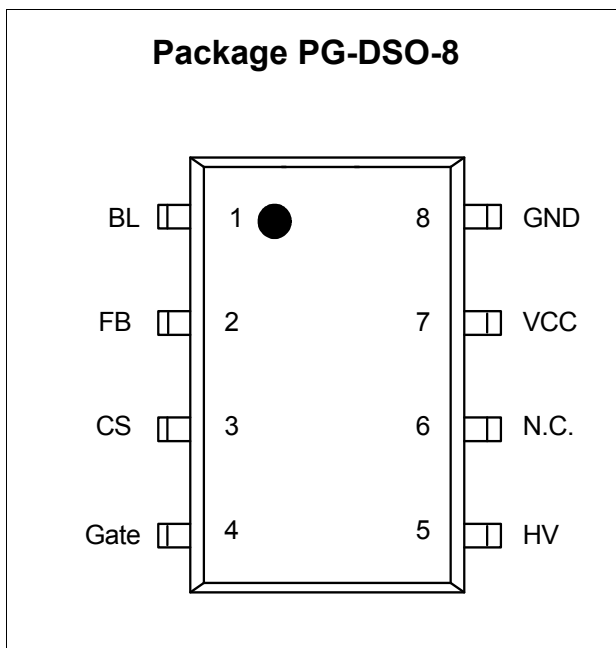 Package PG-DSO-8
BL 1 8 GND
FB 2 7 VCC
CS 3 6 N.C.
Gate 4 5 HV